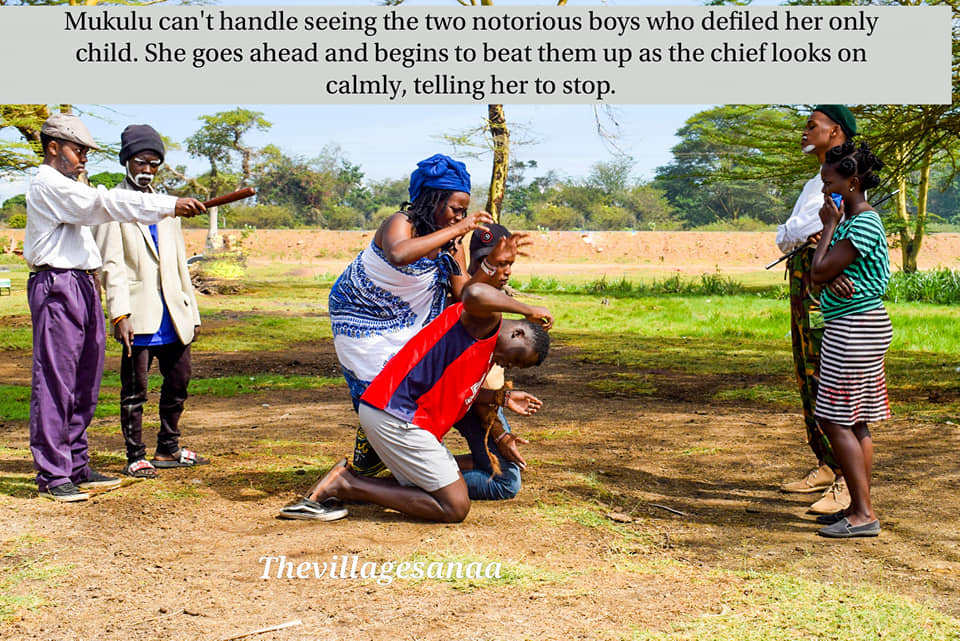 Mukulu can't handle seeing the two notorious boys who defiled her only
child. She goes ahead and begins to beat them up as the chief looks on
calmly, telling her to stop.
Thevillagesanaa